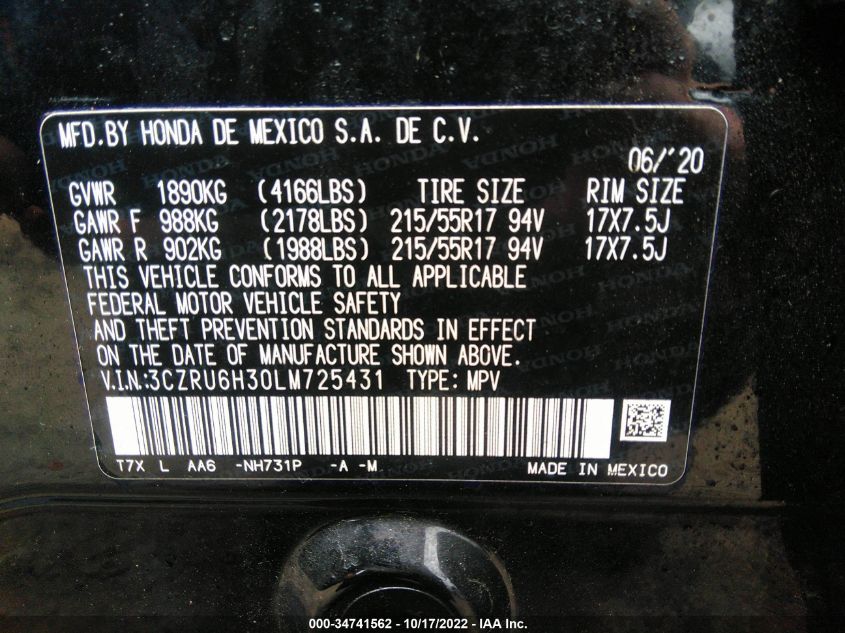 MFD.BY HONDA DE MEXICO S.A. DE C.V.
06/'20
GVWR 1890KG (4166LBS) TIRE SIZE RIM SIZE
GAWR F 988KG (2178LBS) 215/55R17 94V 17X7.5J
GAWR R 902KG (1988LBS) 215/55R17 94V 17X7.5J
THIS VEHICLE CONFORMS TO ALL APPLICABLE
FEDERAL MOTOR VEHICLE SAFETY
AND THEFT PREVENTION STANDARDS IN EFFECT
ON THE DATE OF MANUFACTURE SHOWN ABOVE.
V.I.N.:3CZRU6H30LM725431 TYPE: MPV
T7X L AA6 -NH731P -A -M MADE IN MEXICO
000-34741562 - 10/17/2022 - IAA Inc.